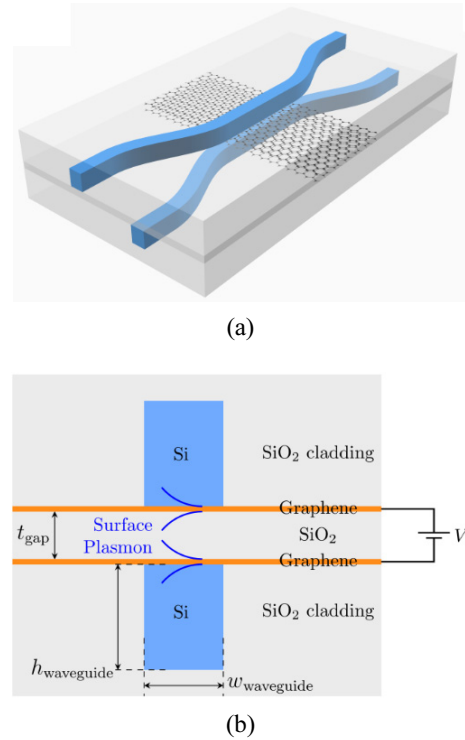 (a)
Si
SiO₂ cladding
Graphene
t_gap
Surface
Plasmon
SiO₂
V
Graphene
Si
SiO₂ cladding
h_waveguide
w_waveguide
(b)